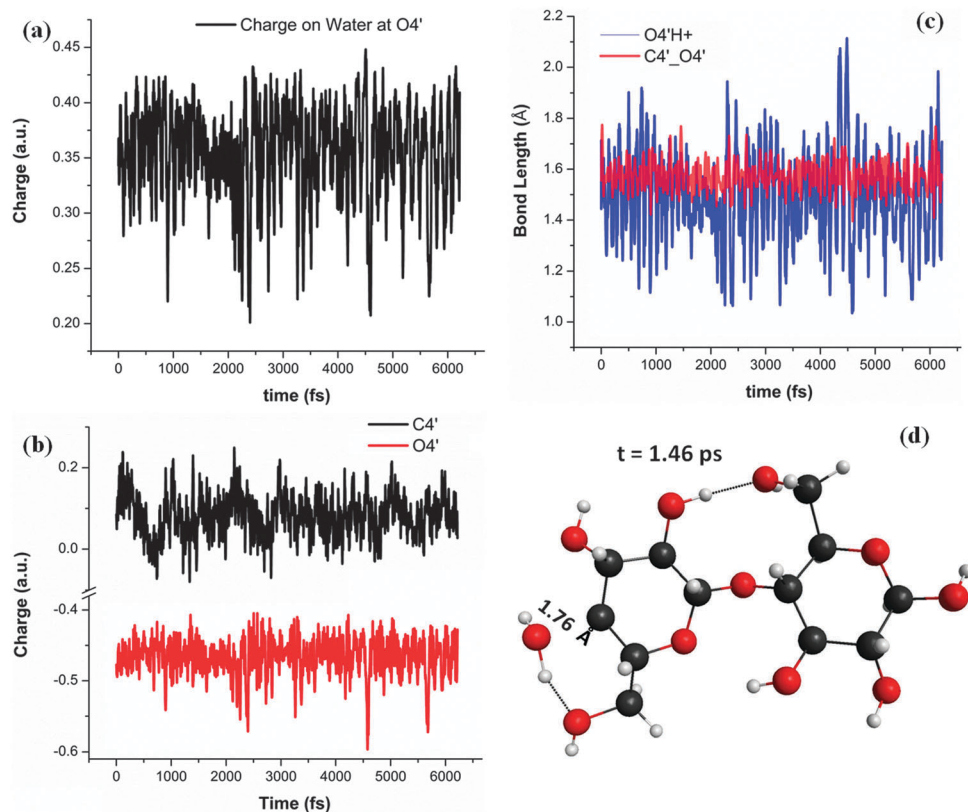 (a)
Charge on Water at O4'
Charge (a.u.)
0.45
0.40
0.35
0.30
0.25
0.20
0 1000 2000 3000 4000 5000 6000
time (fs)
(c)
O4'H+
C4'_O4'
Bond Length (Å)
2.2
2.0
1.8
1.6
1.4
1.2
1.0
0 1000 2000 3000 4000 5000 6000
time (fs)
(b)
C4'
O4'
Charge (a.u.)
0.2
0.0
-0.4
-0.5
-0.6
0 1000 2000 3000 4000 5000 6000
Time (fs)
(d)
t = 1.46 ps
1.76 Å